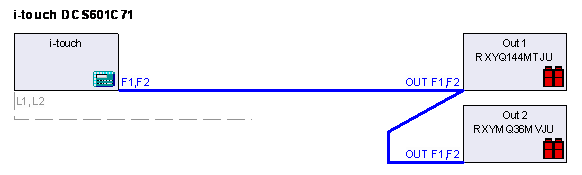 i-touch DCS601C71
i-touch
F1,F2
L1,L2
OUT F1,F2
Out 1
RXYQ144MTJU
Out 2
RXYMQ36MVJU
OUT F1,F2